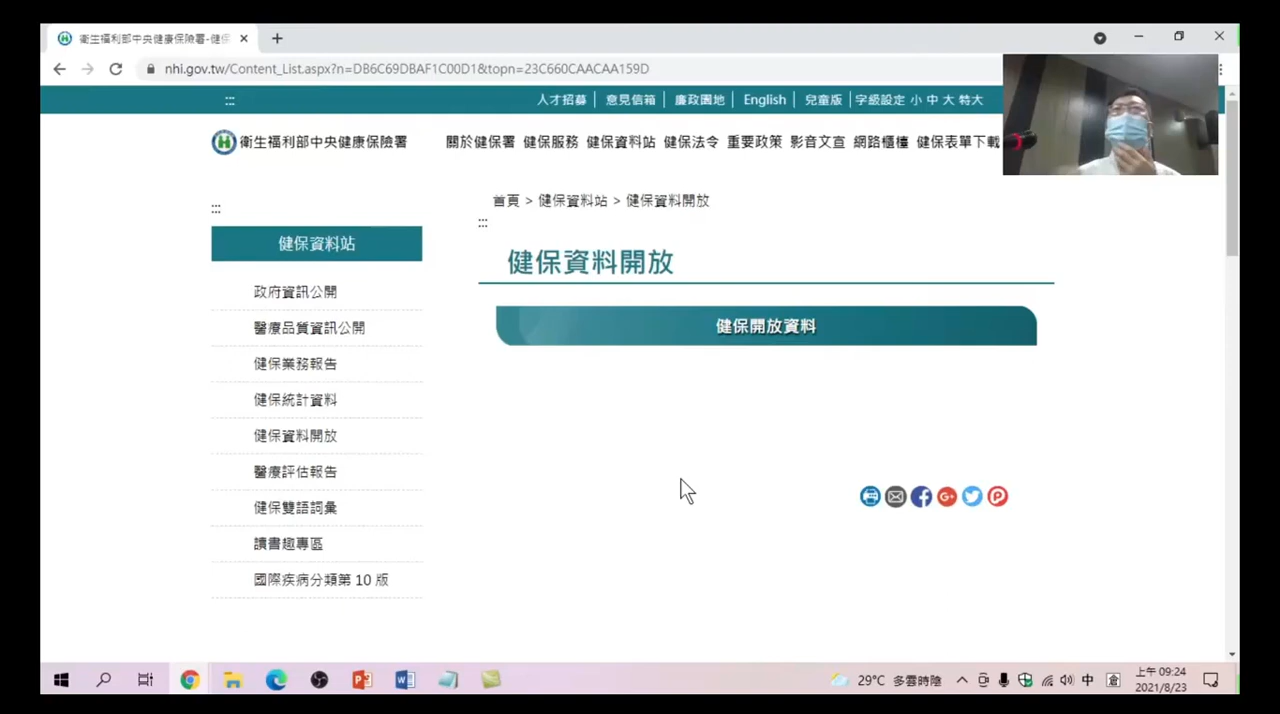 衛生福利部中央健康保險署-健保
nhi.gov.tw/Content_List.aspx?n=DB6C69DBAF1C00D1&topn=23C660CAACAA159D
:::
人才招募 意見信箱 廉政園地 English 兒童版 字級設定 小 中 大 特大
衛生福利部中央健康保險署
關於健保署 健保服務 健保資料站 健保法令 重要政策 影音文宣 網路櫃檯 健保表單下載
:::
健保資料站
政府資訊公開
醫療品質資訊公開
健保業務報告
健保統計資料
健保資料開放
醫療評估報告
健保雙語詞彙
讀書趣專區
國際疾病分類第 10 版
首頁 > 健保資料站 > 健保資料開放
:::
健保資料開放
健保開放資料
29°C 多雲時陰
中
倉
上午 09:24
2021/8/23